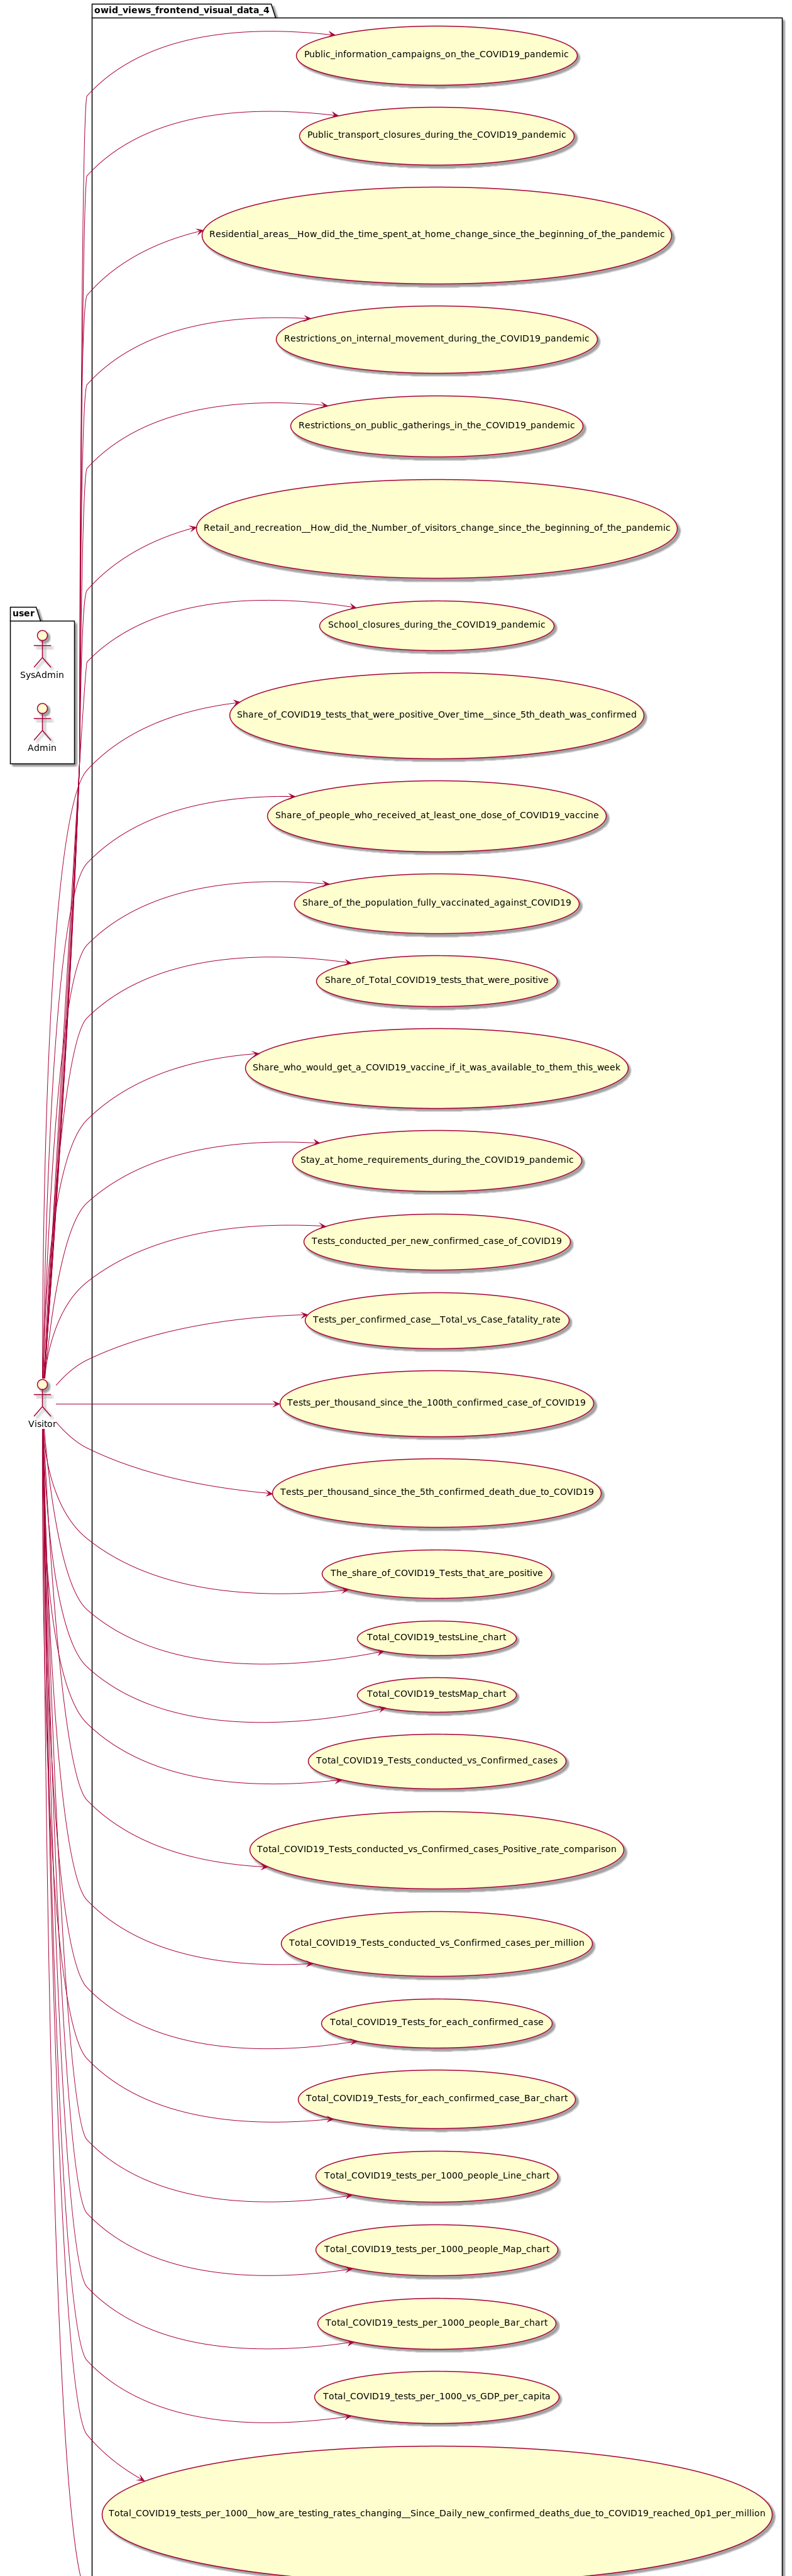 owid_views_frontend_visual_data_4
Public_information_campaigns_on_the_COVID19_pandemic
Public_transport_closures_during_the_COVID19_pandemic
Residential_areas__How_did_the_time_spent_at_home_change_since_the_beginning_of_the_pandemic
Restrictions_on_internal_movement_during_the_COVID19_pandemic
Restrictions_on_public_gatherings_in_the_COVID19_pandemic
Retail_and_recreation__How_did_the_Number_of_visitors_change_since_the_beginning_of_the_pandemic
user
School_closures_during_the_COVID19_pandemic
SysAdmin
Share_of_COVID19_tests_that_were_positive_Over_time__since_5th_death_was_confirmed
Admin
Share_of_people_who_received_at_least_one_dose_of_COVID19_vaccine
Share_of_the_population_fully_vaccinated_against_COVID19
Share_of_Total_COVID19_tests_that_were_positive
Share_who_would_get_a_COVID19_vaccine_if_it_was_available_to_them_this_week
Stay_at_home_requirements_during_the_COVID19_pandemic
Tests_conducted_per_new_confirmed_case_of_COVID19
Tests_per_confirmed_case__Total_vs_Case_fatality_rate
Tests_per_thousand_since_the_100th_confirmed_case_of_COVID19
Visitor
Tests_per_thousand_since_the_5th_confirmed_death_due_to_COVID19
The_share_of_COVID19_Tests_that_are_positive
Total_COVID19_testsLine_chart
Total_COVID19_testsMap_chart
Total_COVID19_Tests_conducted_vs_Confirmed_cases
Total_COVID19_Tests_conducted_vs_Confirmed_cases_Positive_rate_comparison
Total_COVID19_Tests_conducted_vs_Confirmed_cases_per_million
Total_COVID19_Tests_for_each_confirmed_case
Total_COVID19_Tests_for_each_confirmed_case_Bar_chart
Total_COVID19_tests_per_1000_people_Line_chart
Total_COVID19_tests_per_1000_people_Map_chart
Total_COVID19_tests_per_1000_people_Bar_chart
Total_COVID19_tests_per_1000_vs_GDP_per_capita
Total_COVID19_tests_per_1000__how_are_testing_rates_changing__Since_Daily_new_confirmed_deaths_due_to_COVID19_reached_0p1_per_million